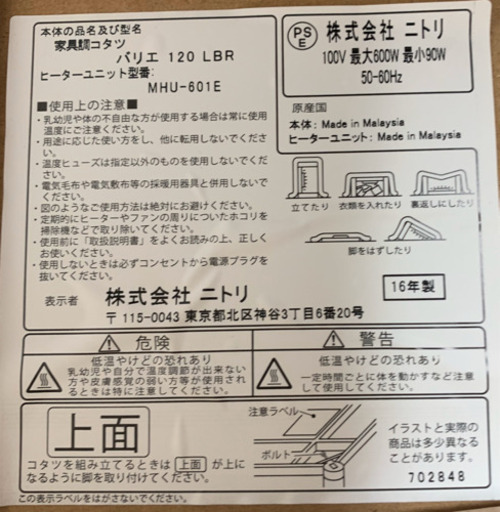 本体の品名及び型名
家具調コタツ
バリエ 120 LBR
ヒーターユニット型番:
MHU-601E
■使用上の注意■
・乳幼児や体の不自由な方が使用する場合は常に使用
温度にご注意ください。
・用途に応じた使い方をし、他に転用しないでくださ
い。
・温度ヒューズは指定以外のものを使用しないでくだ
さい。
・電気毛布や電気敷布等の採暖用器具と併用しないで
ください。
・図のようなご使用方法は絶対にお避けください。
・定期的にヒーターやファンの周りについたホコリを
掃除機などで取り除いてください。
・使用前に「取扱説明書」をよくお読みの上、正しく
お使いください。
・使用しないときは必ずコンセントから電源プラグを
抜いてください。
PS
E
株式会社 ニトリ
100V 最大600W 最小90W
50-60Hz
原産国
本体: Made in Malaysia
ヒーターユニット: Made in Malaysia
立てたり 衣類を入れたり 裏返しにしたり
脚をはずしたり
16年製
表示者 株式会社 ニトリ
〒115-0043 東京都北区神谷3丁目6番20号
危険
低温やけどの恐れあり
乳幼児や自分で温度調節が出来ない
方や皮膚感覚の弱い方等が使用され
るときは特に注意してください。
警告
低温やけどの恐れあり
一定時間ごとに体を動かすなど注意
して使用してください。
上面
コタツを組み立てるときは 上面 が上に
なるように脚を取り付けてください。
注意ラベル
ボルト
イラストと実際の
商品は多少異なる
ことがあります。
702848
この表示ラベルをはがさないでください。